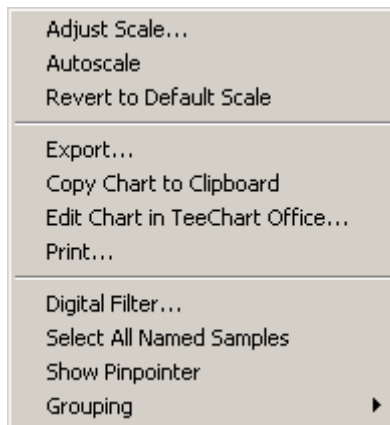 Adjust Scale...
Autoscale
Revert to Default Scale
Export...
Copy Chart to Clipboard
Edit Chart in TeeChart Office...
Print...
Digital Filter...
Select All Named Samples
Show Pinpointer
Grouping